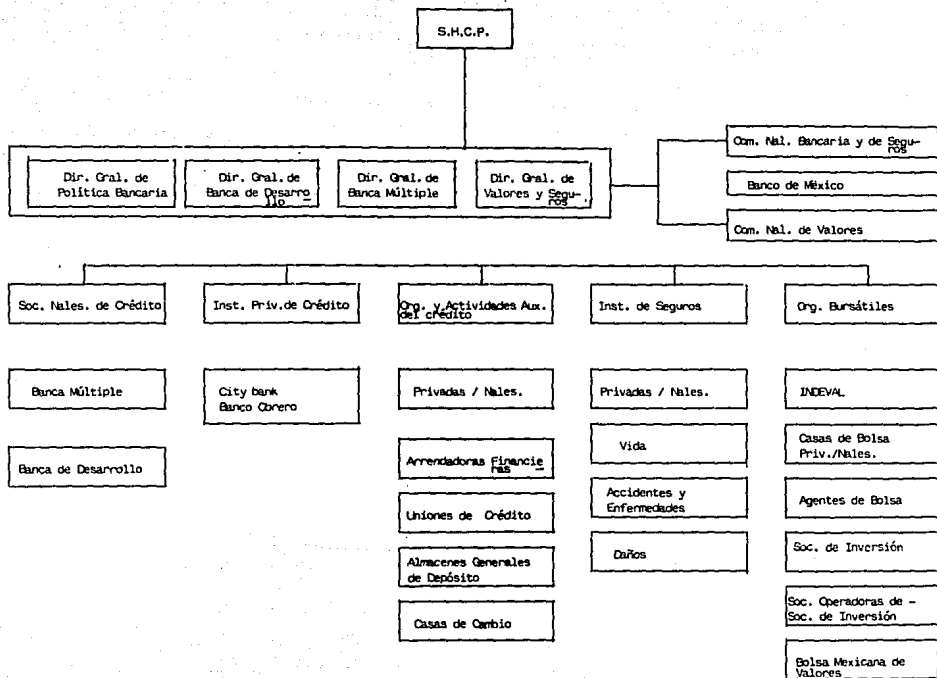 S.H.C.P.
Dir. Gral. de
Política Bancaria
Dir. Gral. de
Banca de Desarro
llo
Dir. Gral. de
Banca Múltiple
Dir. Gral. de
Valores y Segu-
ros
Com. Nal. Bancaria y de Segu-
ros
Banco de México
Com. Nal. de Valores
Soc. Nales. de Crédito
Inst. Priv.de Crédito
Org. y Actividades Aux.
del crédito
Inst. de Seguros
Org. Bursátiles
Banca Múltiple
Banca de Desarrollo
City bank
Banco Obrero
Privadas / Nales.
Arrendadoras Financie
ras
Uniones de Crédito
Almacenes Generales
de Depósito
Casas de Cambio
Privadas / Nales.
Vida
Accidentes y
Enfermedades
Daños
INDEVAL
Casas de Bolsa
Priv./Nales.
Agentes de Bolsa
Soc. de Inversión
Soc. Operadoras de -
Soc. de Inversión
Bolsa Mexicana de
Valores